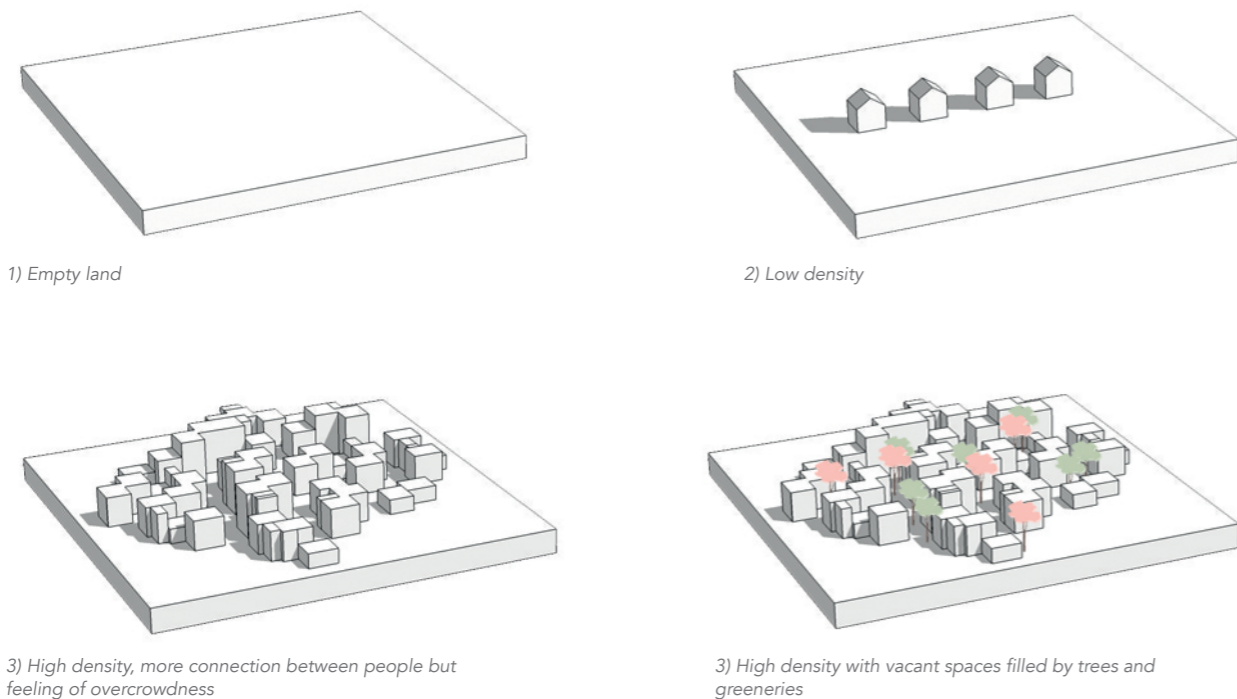 1) Empty land
2) Low density
3) High density, more connection between people but
feeling of overcrowdness
3) High density with vacant spaces filled by trees and
greeneries